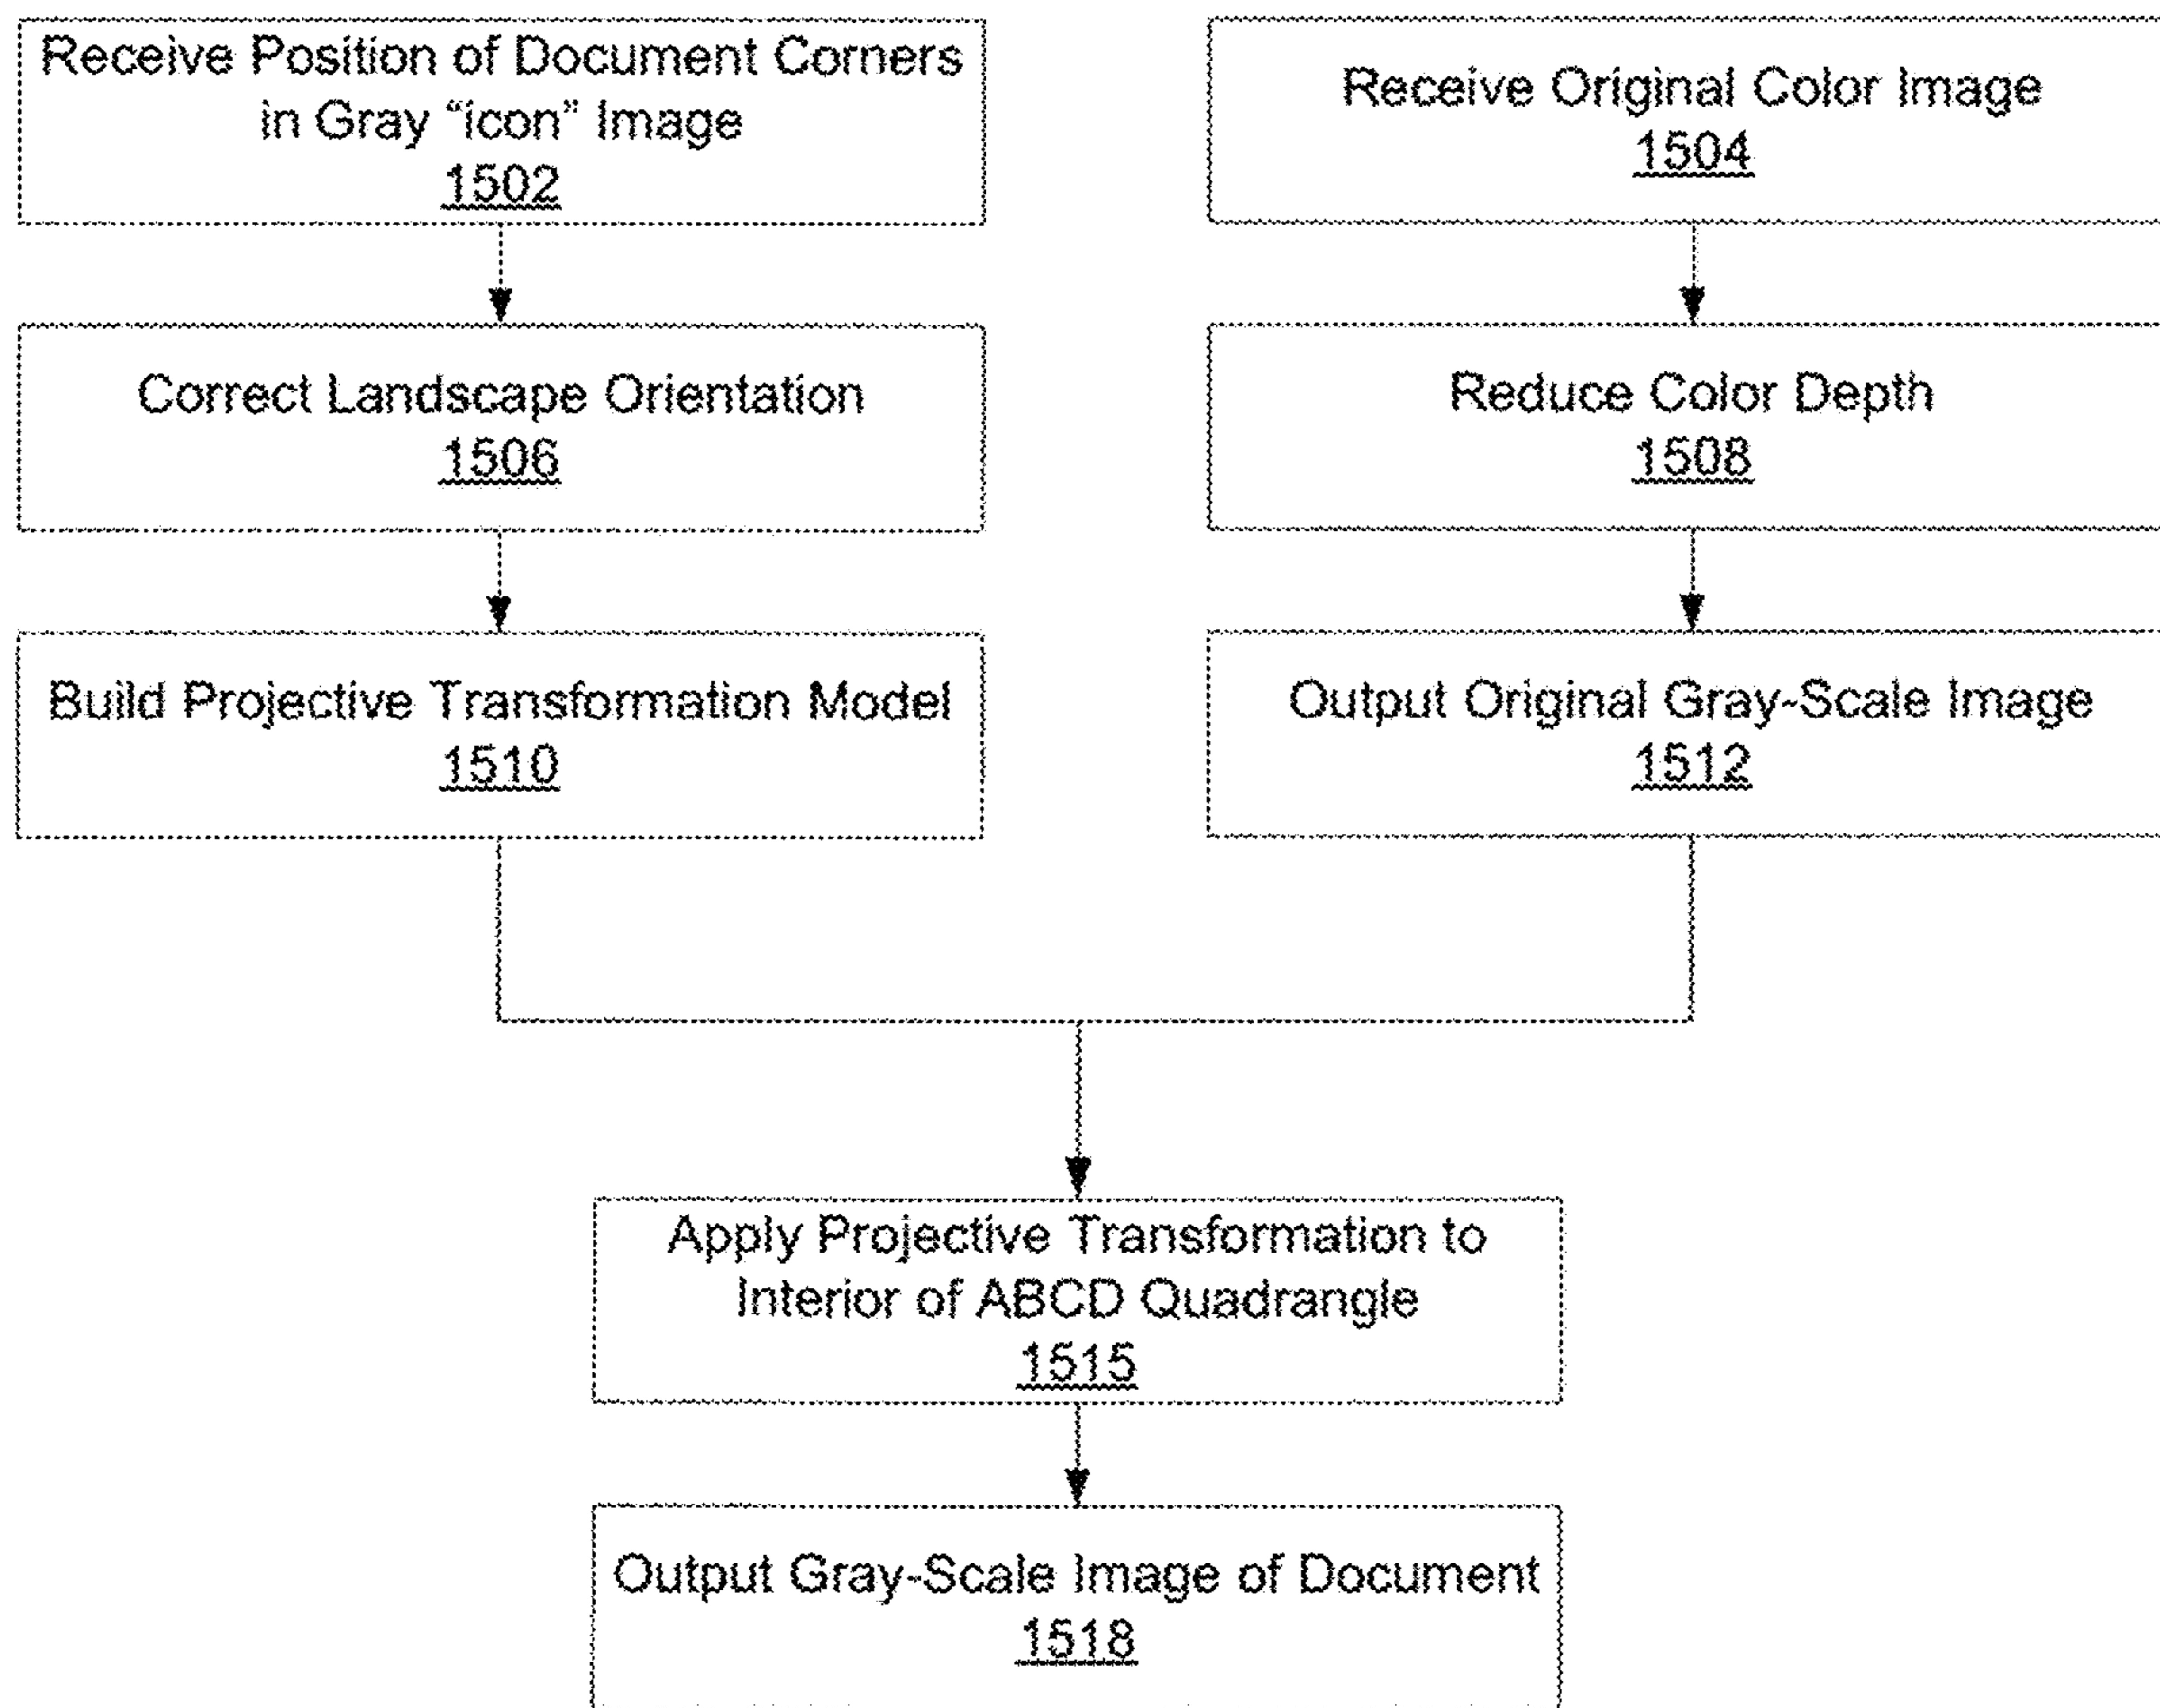 Receive Position of Document Corners
in Gray “icon” Image
1502
Receive Original Color Image
1504
Correct Landscape Orientation
1506
Reduce Color Depth
1508
Build Projective Transformation Model
1510
Output Original Gray-Scale Image
1512
Apply Projective Transformation to
Interior of ABCD Quadrangle
1515
Output Gray-Scale Image of Document
1518